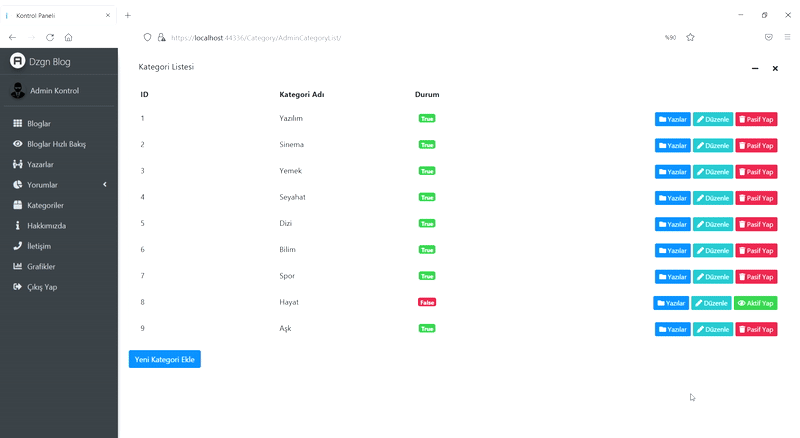 Kontrol Paneli
https://localhost:44336/Category/AdminCategoryList/
%90
Dzgn Blog
Admin Kontrol
Bloglar
Bloglar Hızlı Bakış
Yazarlar
Yorumlar
Kategoriler
Hakkımızda
İletişim
Grafikler
Çıkış Yap
Kategori Listesi
ID Kategori Adı Durum
1 Yazılım True Yazılar Düzenle Pasif Yap
2 Sinema True Yazılar Düzenle Pasif Yap
3 Yemek True Yazılar Düzenle Pasif Yap
4 Seyahat True Yazılar Düzenle Pasif Yap
5 Dizi True Yazılar Düzenle Pasif Yap
6 Bilim True Yazılar Düzenle Pasif Yap
7 Spor True Yazılar Düzenle Pasif Yap
8 Hayat False Yazılar Düzenle Aktif Yap
9 Aşk True Yazılar Düzenle Pasif Yap
Yeni Kategori Ekle